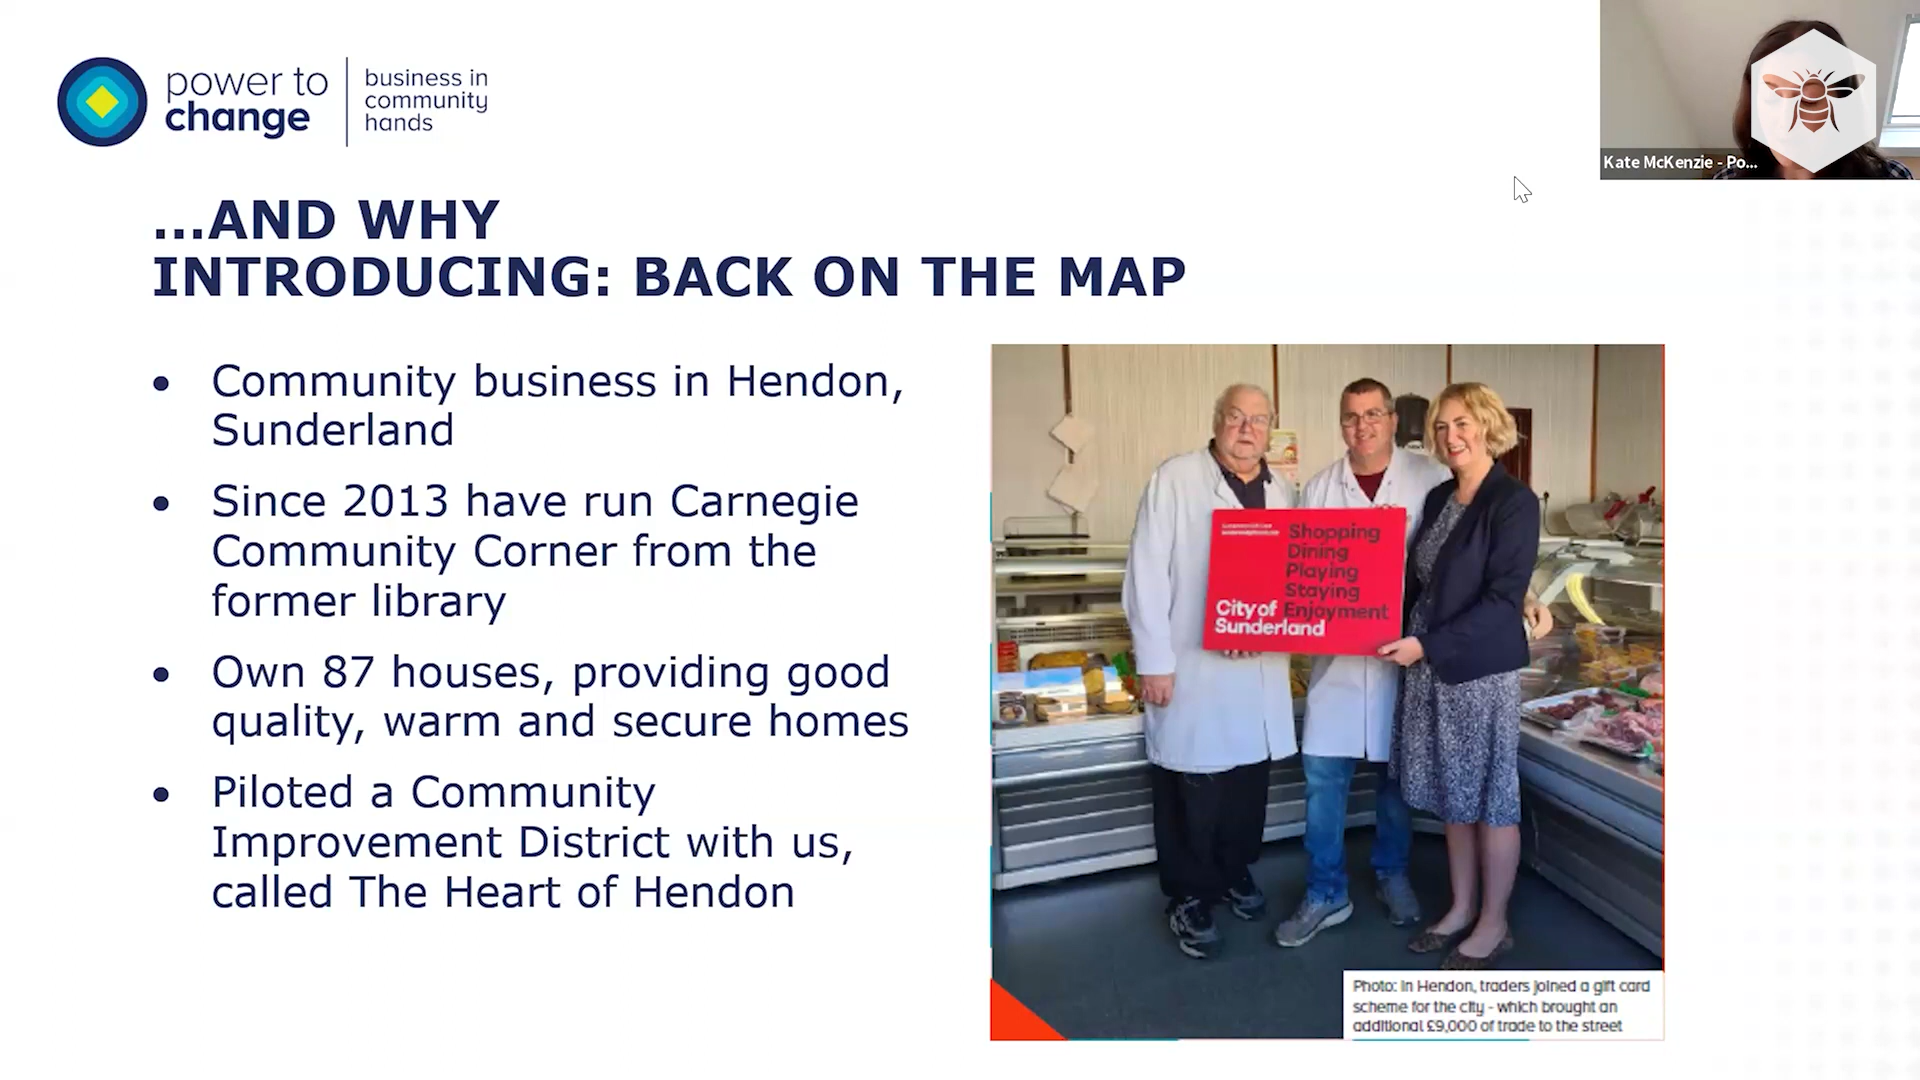 power to
change
business in
community
hands
Kate McKenzie - Po...
...AND WHY
INTRODUCING: BACK ON THE MAP
• Community business in Hendon,
Sunderland
• Since 2013 have run Carnegie
Community Corner from the
former library
• Own 87 houses, providing good
quality, warm and secure homes
• Piloted a Community
Improvement District with us,
called The Heart of Hendon
Shopping
Dining
Playing
Staying
City of Enjoyment
Sunderland
Photo: In Hendon, traders joined a gift card
scheme for the city - which brought an
additional £9,000 of trade to the street